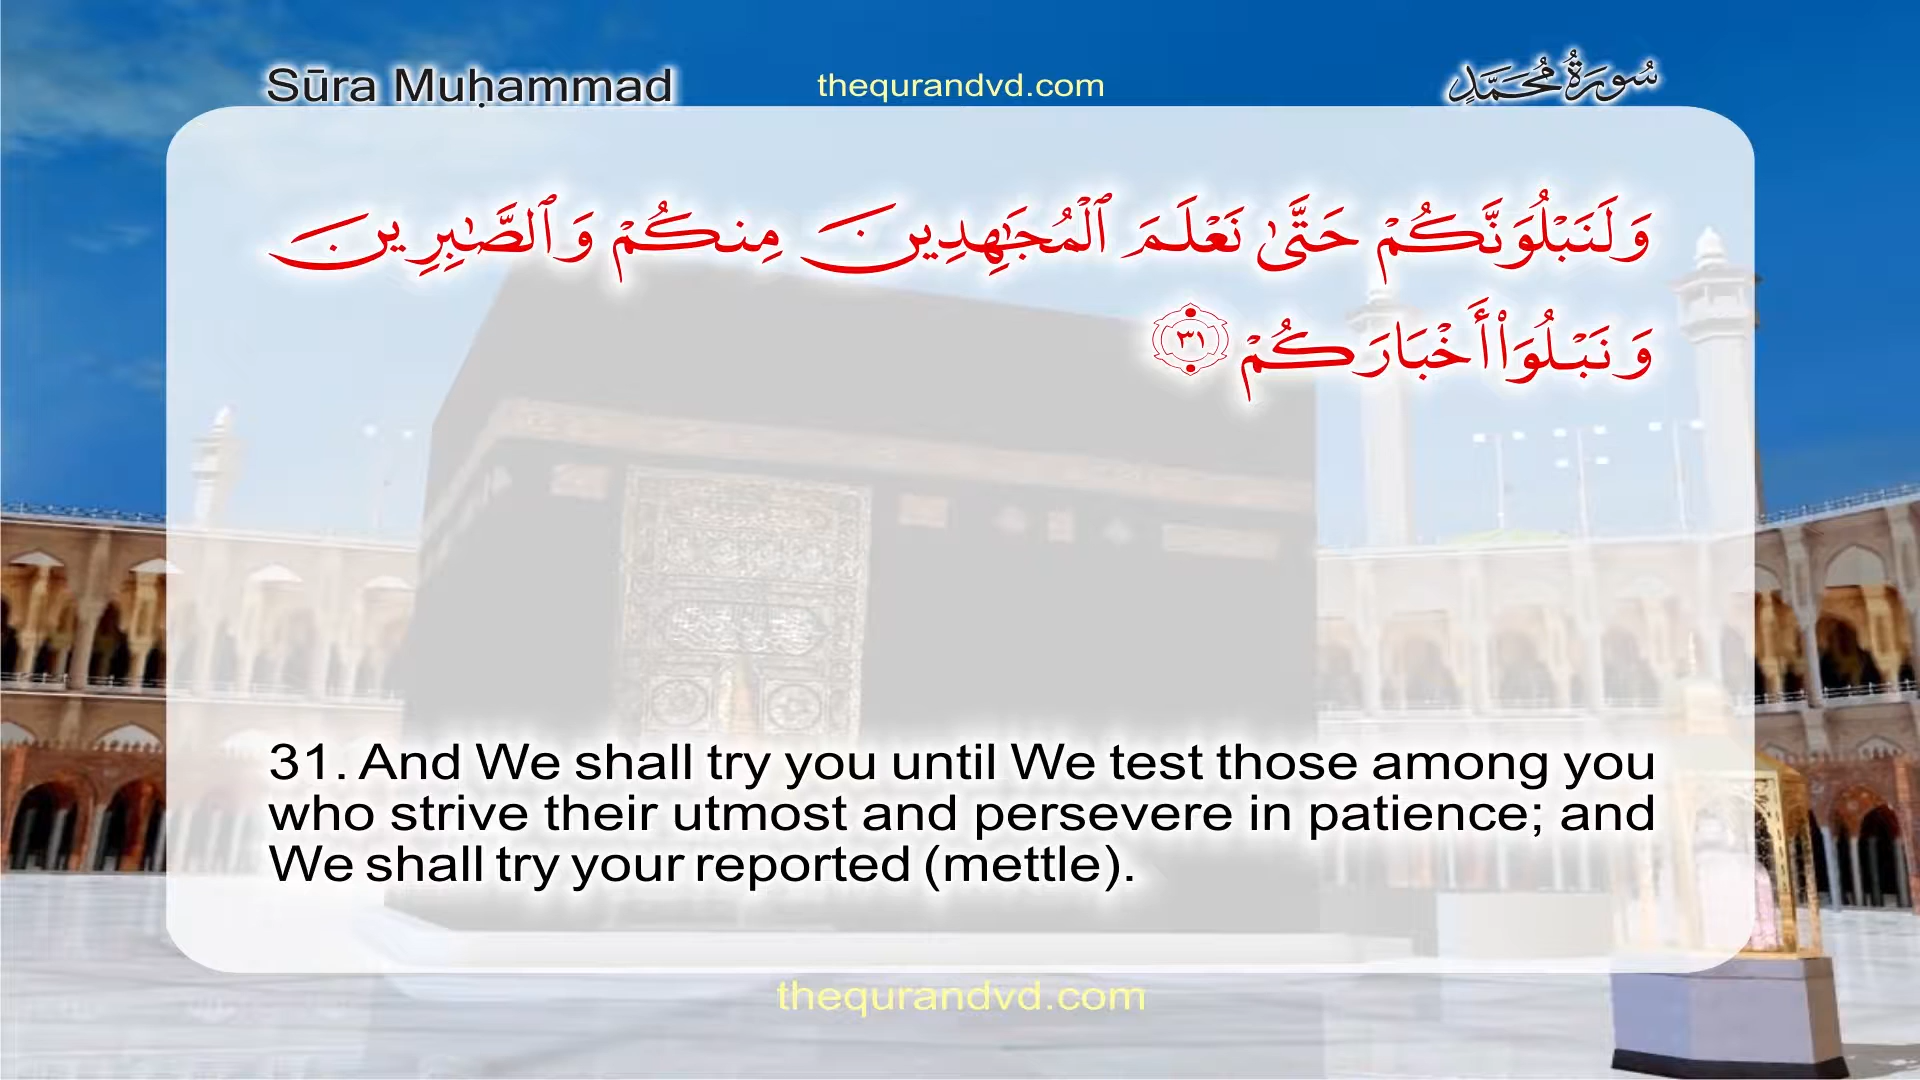 Sūra Muḥammad
thequrandvd.com
سُورَةُ مُحَمَّدٍ
وَلَنَبْلُوَنَّكُمْ حَتَّىٰ نَعْلَمَ ٱلْمُجَـٰهِدِينَ مِنكُمْ وَٱلصَّـٰبِرِينَ
وَنَبْلُوَا۟ أَخْبَارَكُمْ ٣١
31. And We shall try you until We test those among you
who strive their utmost and persevere in patience; and
We shall try your reported (mettle).
thequrandvd.com